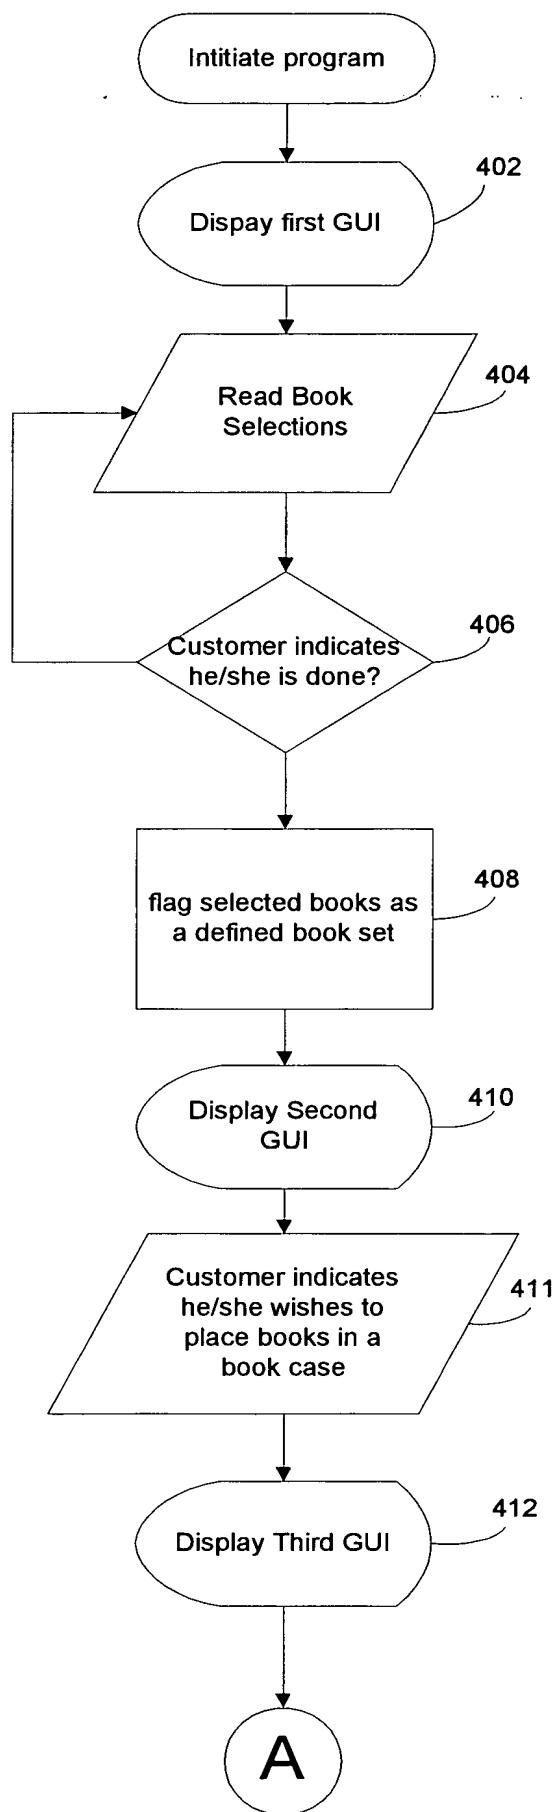 Intitiate program
402
Dispay first GUI
404
Read Book
Selections
406
Customer indicates
he/she is done?
408
flag selected books as
a defined book set
410
Display Second
GUI
411
Customer indicates
he/she wishes to
place books in a
book case
412
Display Third GUI
A